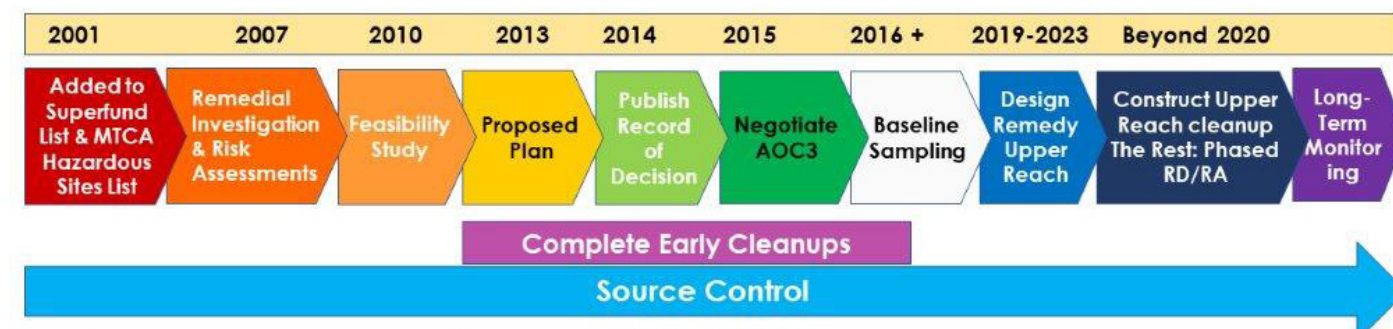 2001 2007 2010 2013 2014 2015 2016 + 2019-2023 Beyond 2020
Added to
Superfund
List & MTCA
Hazardous
Sites List
Remedial
Investigation
& Risk
Assessments
Feasibility
Study
Proposed
Plan
Publish
Record
of
Decision
Negotiate
AOC3
Baseline
Sampling
Design
Remedy
Upper
Reach
Construct Upper
Reach cleanup
The Rest: Phased
RD/RA
Long-
Term
Monitor
ing
Complete Early Cleanups
Source Control